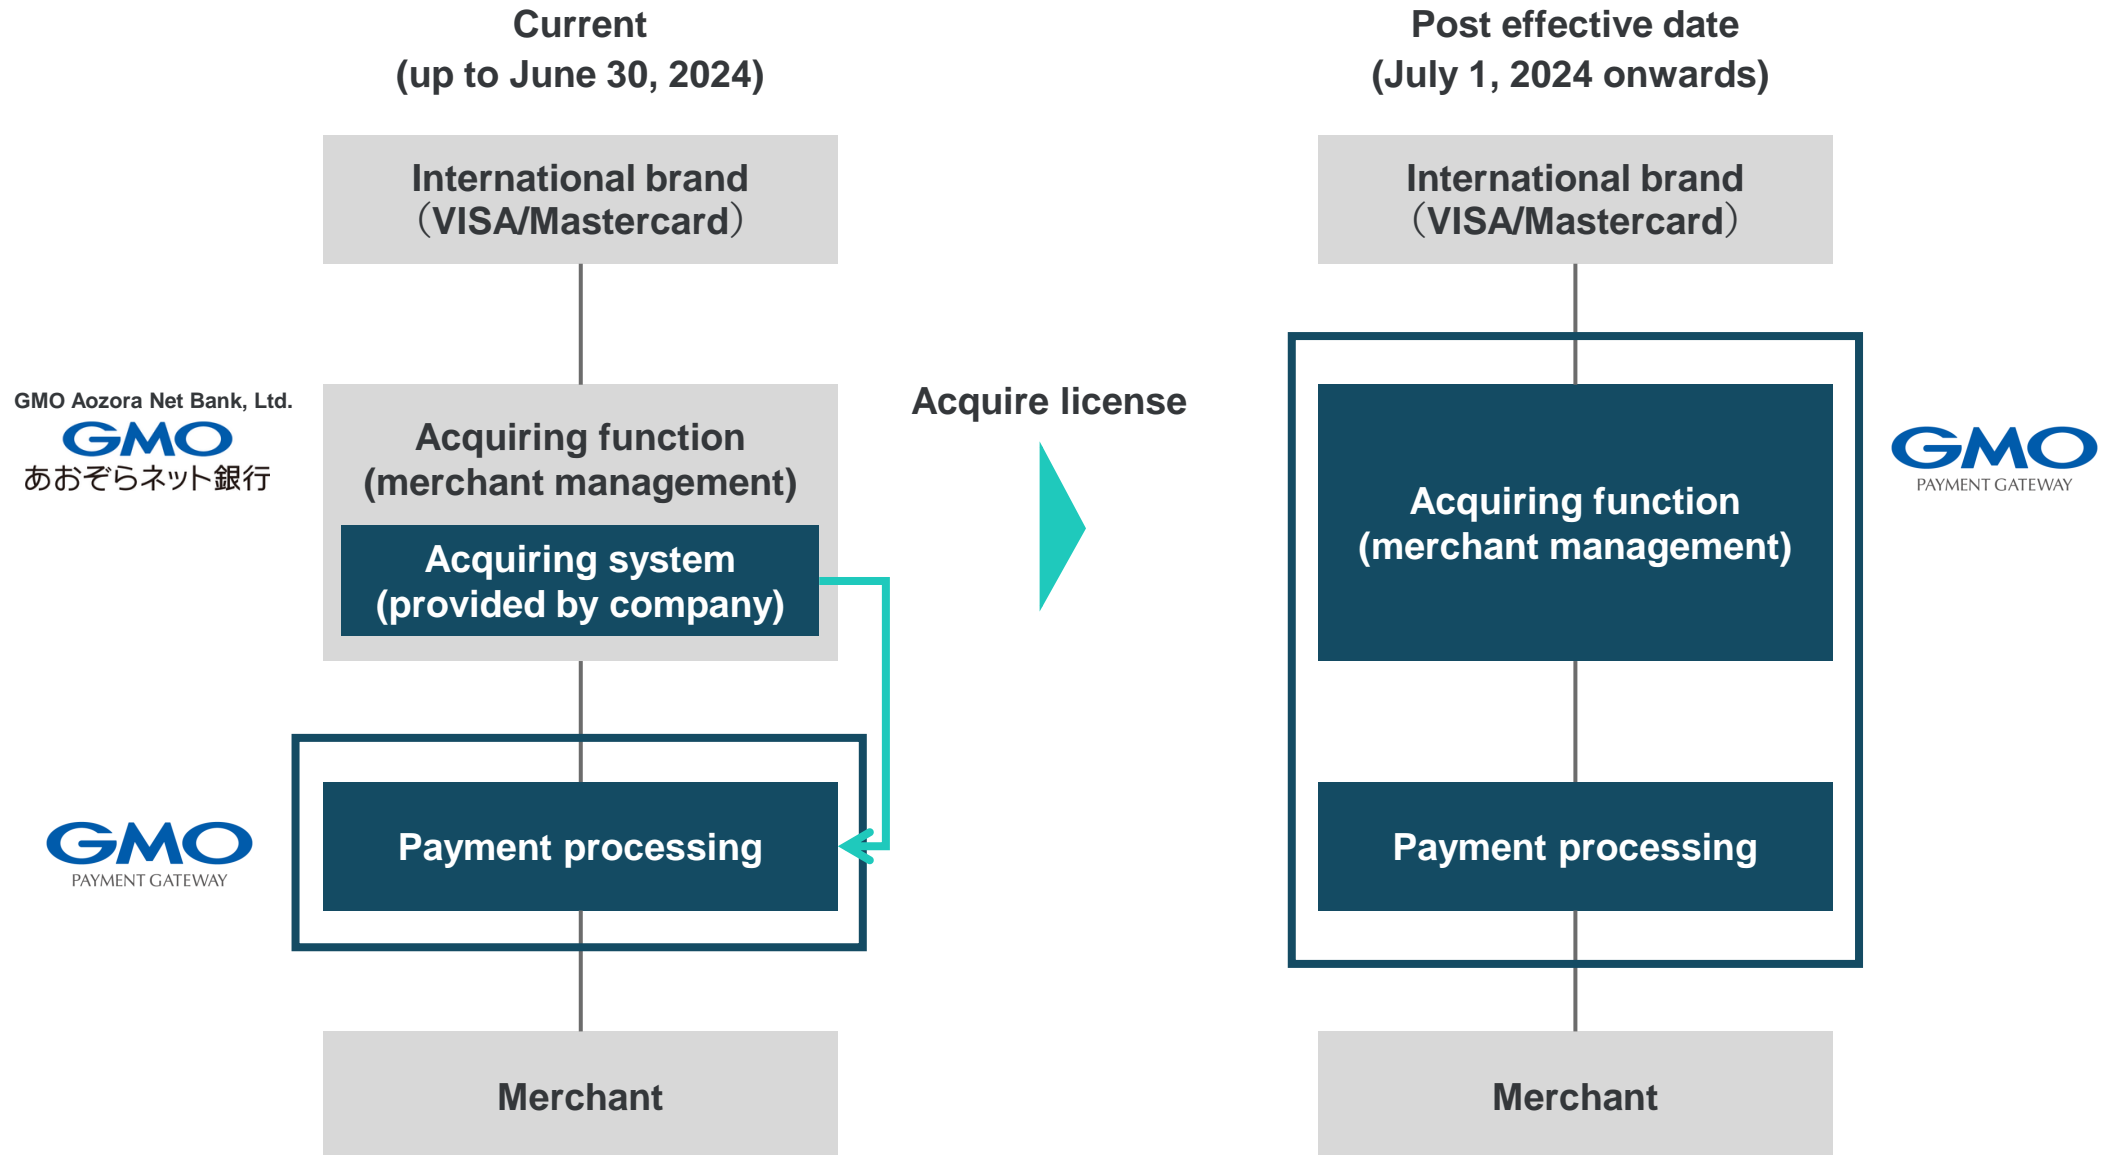 Current
(up to June 30, 2024)
International brand
（VISA/Mastercard）
GMO Aozora Net Bank, Ltd.
GMO
あおぞらネット銀行
Acquiring function
(merchant management)
Acquiring system
(provided by company)
GMO
PAYMENT GATEWAY
Payment processing
Merchant
Acquire license
Post effective date
(July 1, 2024 onwards)
International brand
（VISA/Mastercard）
Acquiring function
(merchant management)
GMO
PAYMENT GATEWAY
Payment processing
Merchant